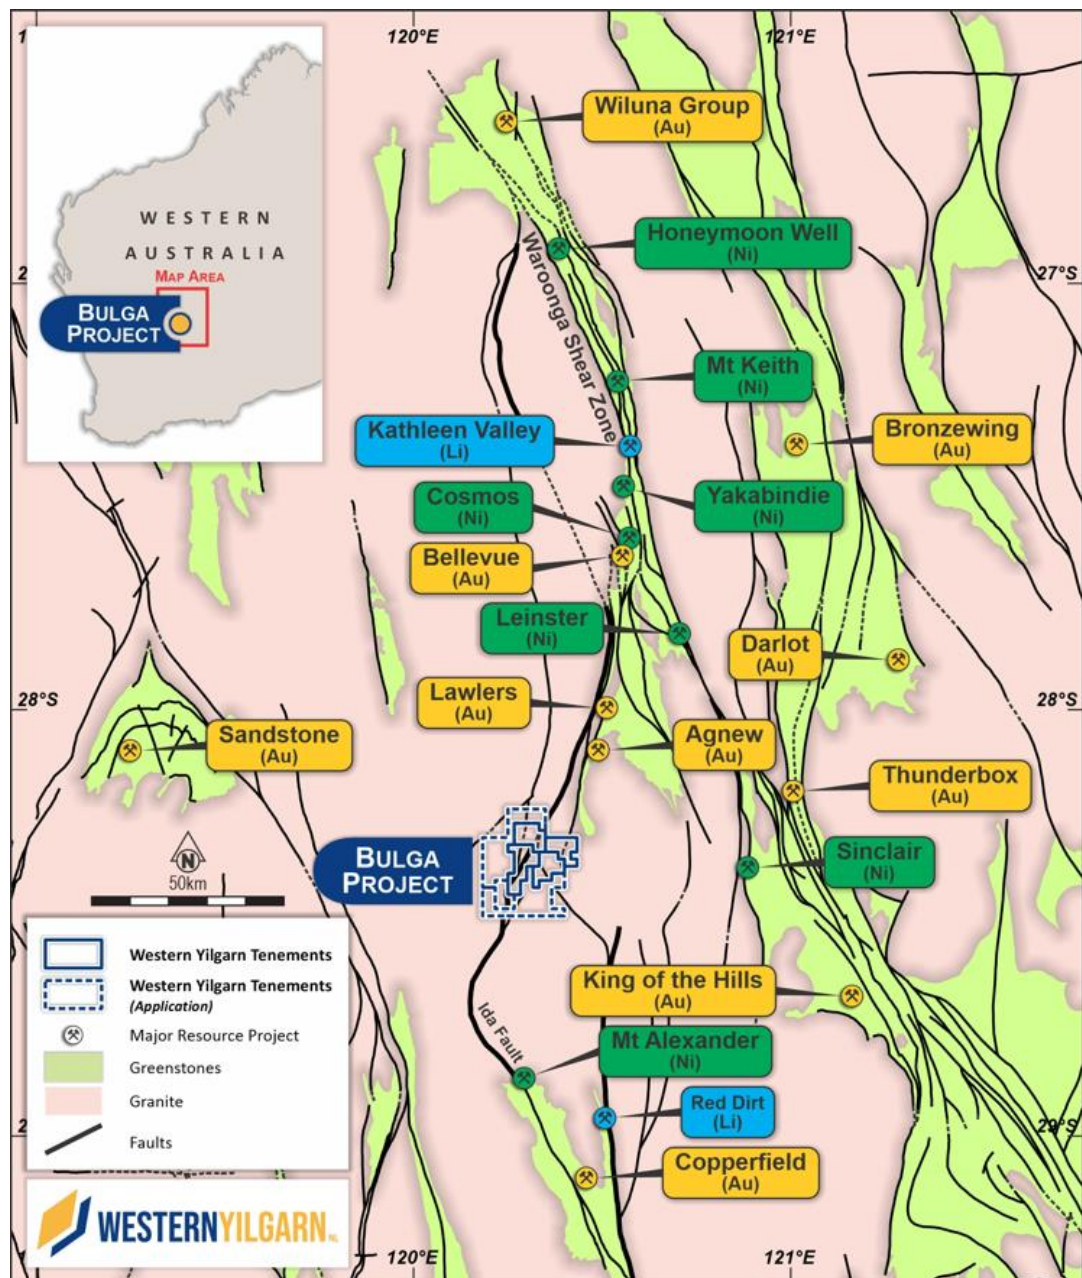 120°E
121°E
WESTERN
AUSTRALIA
MAP AREA
BULGA
PROJECT
Wiluna Group
(Au)
Honeymoon Well
(Ni)
27°S
Waroonga Shear Zone
Mt Keith
(Ni)
Kathleen Valley
(Li)
Bronzewing
(Au)
Cosmos
(Ni)
Yakabindie
(Ni)
Bellevue
(Au)
Leinster
(Ni)
Darlot
(Au)
28°S
28°S
Lawlers
(Au)
Sandstone
(Au)
Agnew
(Au)
Thunderbox
(Au)
BULGA
PROJECT
Sinclair
(Ni)
N
50km
King of the Hills
(Au)
Ida Fault
Mt Alexander
(Ni)
Red Dirt
(Li)
29°S
Copperfield
(Au)
Western Yilgarn Tenements
Western Yilgarn Tenements
(Application)
Major Resource Project
Greenstones
Granite
Faults
WESTERNYILGARN
120°E
121°E